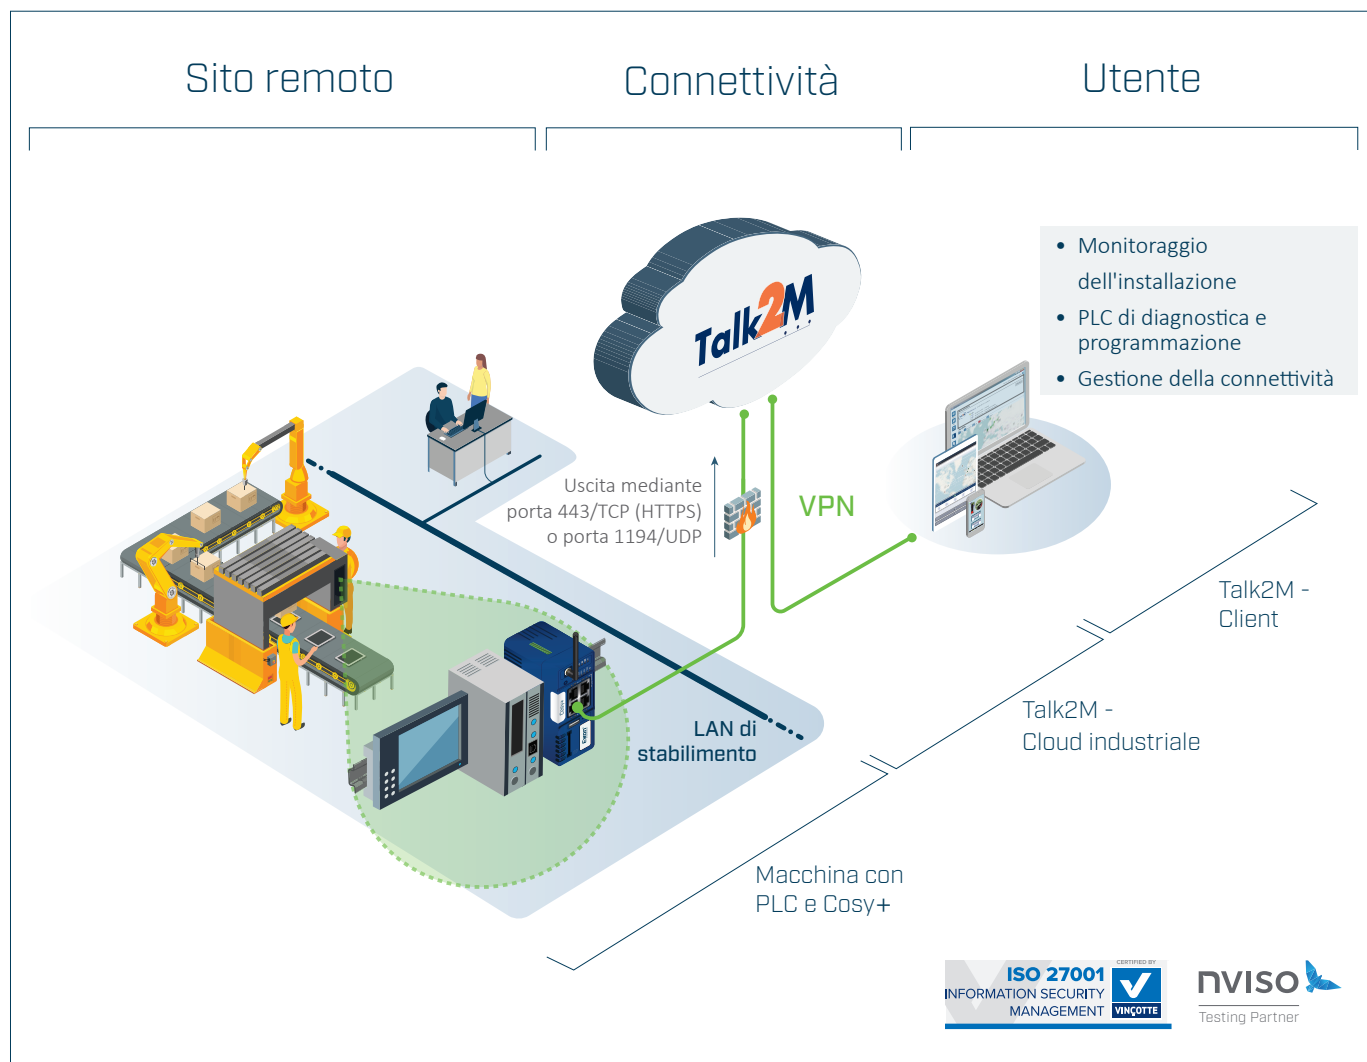 Sito remoto
Connettività
Utente
• Monitoraggio
dell'installazione
• PLC di diagnostica e
programmazione
• Gestione della connettività
Talk2M
Uscita mediante
porta 443/TCP (HTTPS)
o porta 1194/UDP
VPN
Talk2M -
Client
LAN di
stabilimento
Cosy+
Ewon
Talk2M -
Cloud industriale
Macchina con
PLC e Cosy+
CERTIFIED BY
ISO 27001
INFORMATION SECURITY
MANAGEMENT
VINÇOTTE
nviso
Testing Partner